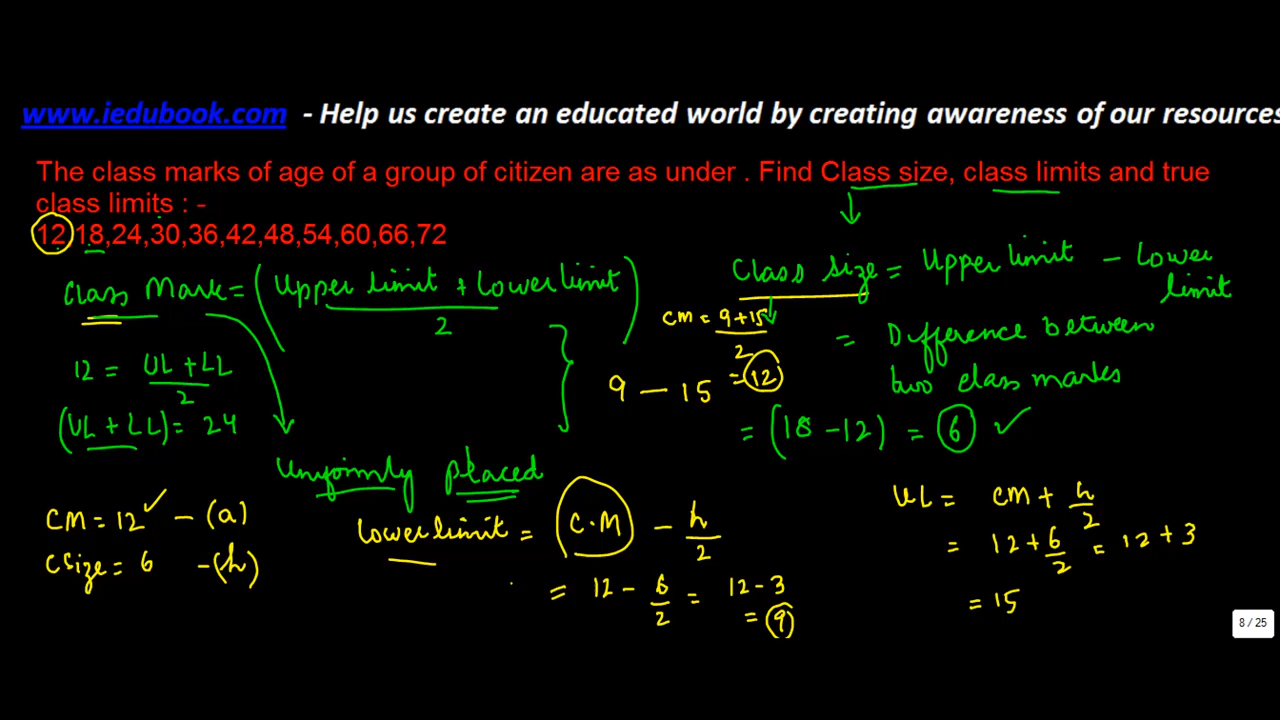 www.iedubook.com - Help us create an educated world by creating awareness of our resources
The class marks of age of a group of citizen are as under . Find Class size, class limits and true
class limits : -
12,18,24,30,36,42,48,54,60,66,72
Class Mark = (Upper limit + Lower limit)
2
12 = UL + LL
2
(UL + LL) = 24
Uniformly placed
Class size = Upper limit - Lower
limit
= Difference between
two class marks
= (18 - 12) = 6 ✓
CM = 9 + 15
2
= 12
9 - 15
CM = 12 ✓ - (a)
C size = 6 - (h)
Lower limit = C.M - h
2
= 12 - 6 = 12 - 3
2
= 9
UL = CM + h
2
= 12 + 6 = 12 + 3
2
= 15
8 / 25